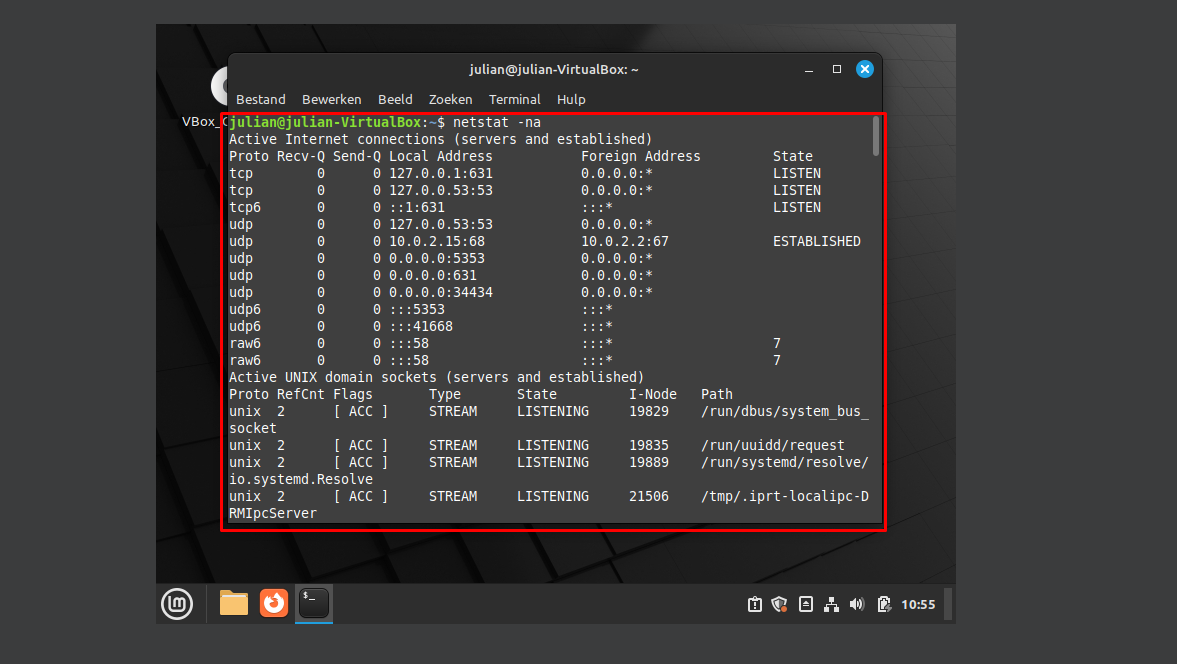 julian@julian-VirtualBox: ~
Bestand Bewerken Beeld Zoeken Terminal Hulp
VBox_
julian@julian-VirtualBox:~$ netstat -na
Active Internet connections (servers and established)
Proto Recv-Q Send-Q Local Address           Foreign Address         State
tcp        0      0 127.0.0.1:631           0.0.0.0:*               LISTEN
tcp        0      0 127.0.0.53:53           0.0.0.0:*               LISTEN
tcp6       0      0 ::1:631                 :::*                    LISTEN
udp        0      0 127.0.0.53:53           0.0.0.0:*
udp        0      0 10.0.2.15:68            10.0.2.2:67             ESTABLISHED
udp        0      0 0.0.0.0:5353            0.0.0.0:*
udp        0      0 0.0.0.0:631             0.0.0.0:*
udp        0      0 0.0.0.0:34434           0.0.0.0:*
udp6       0      0 :::5353                 :::*
udp6       0      0 :::41668                :::*
raw6       0      0 :::58                   :::*                    7
raw6       0      0 :::58                   :::*                    7
Active UNIX domain sockets (servers and established)
Proto RefCnt Flags       Type       State         I-Node   Path
unix  2      [ ACC ]     STREAM     LISTENING     19829    /run/dbus/system_bus_
socket
unix  2      [ ACC ]     STREAM     LISTENING     19835    /run/uuidd/request
unix  2      [ ACC ]     STREAM     LISTENING     19889    /run/systemd/resolve/
io.systemd.Resolve
unix  2      [ ACC ]     STREAM     LISTENING     21506    /tmp/.iprt-localipc-D
RMIpcServer
$_
10:55